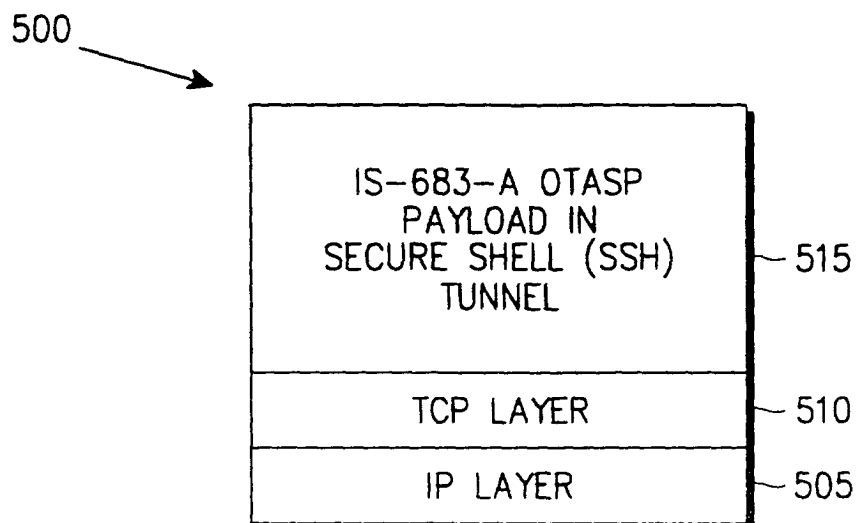 500
IS-683-A OTASP
PAYLOAD IN
SECURE SHELL (SSH)
TUNNEL
515
TCP LAYER
510
IP LAYER
505